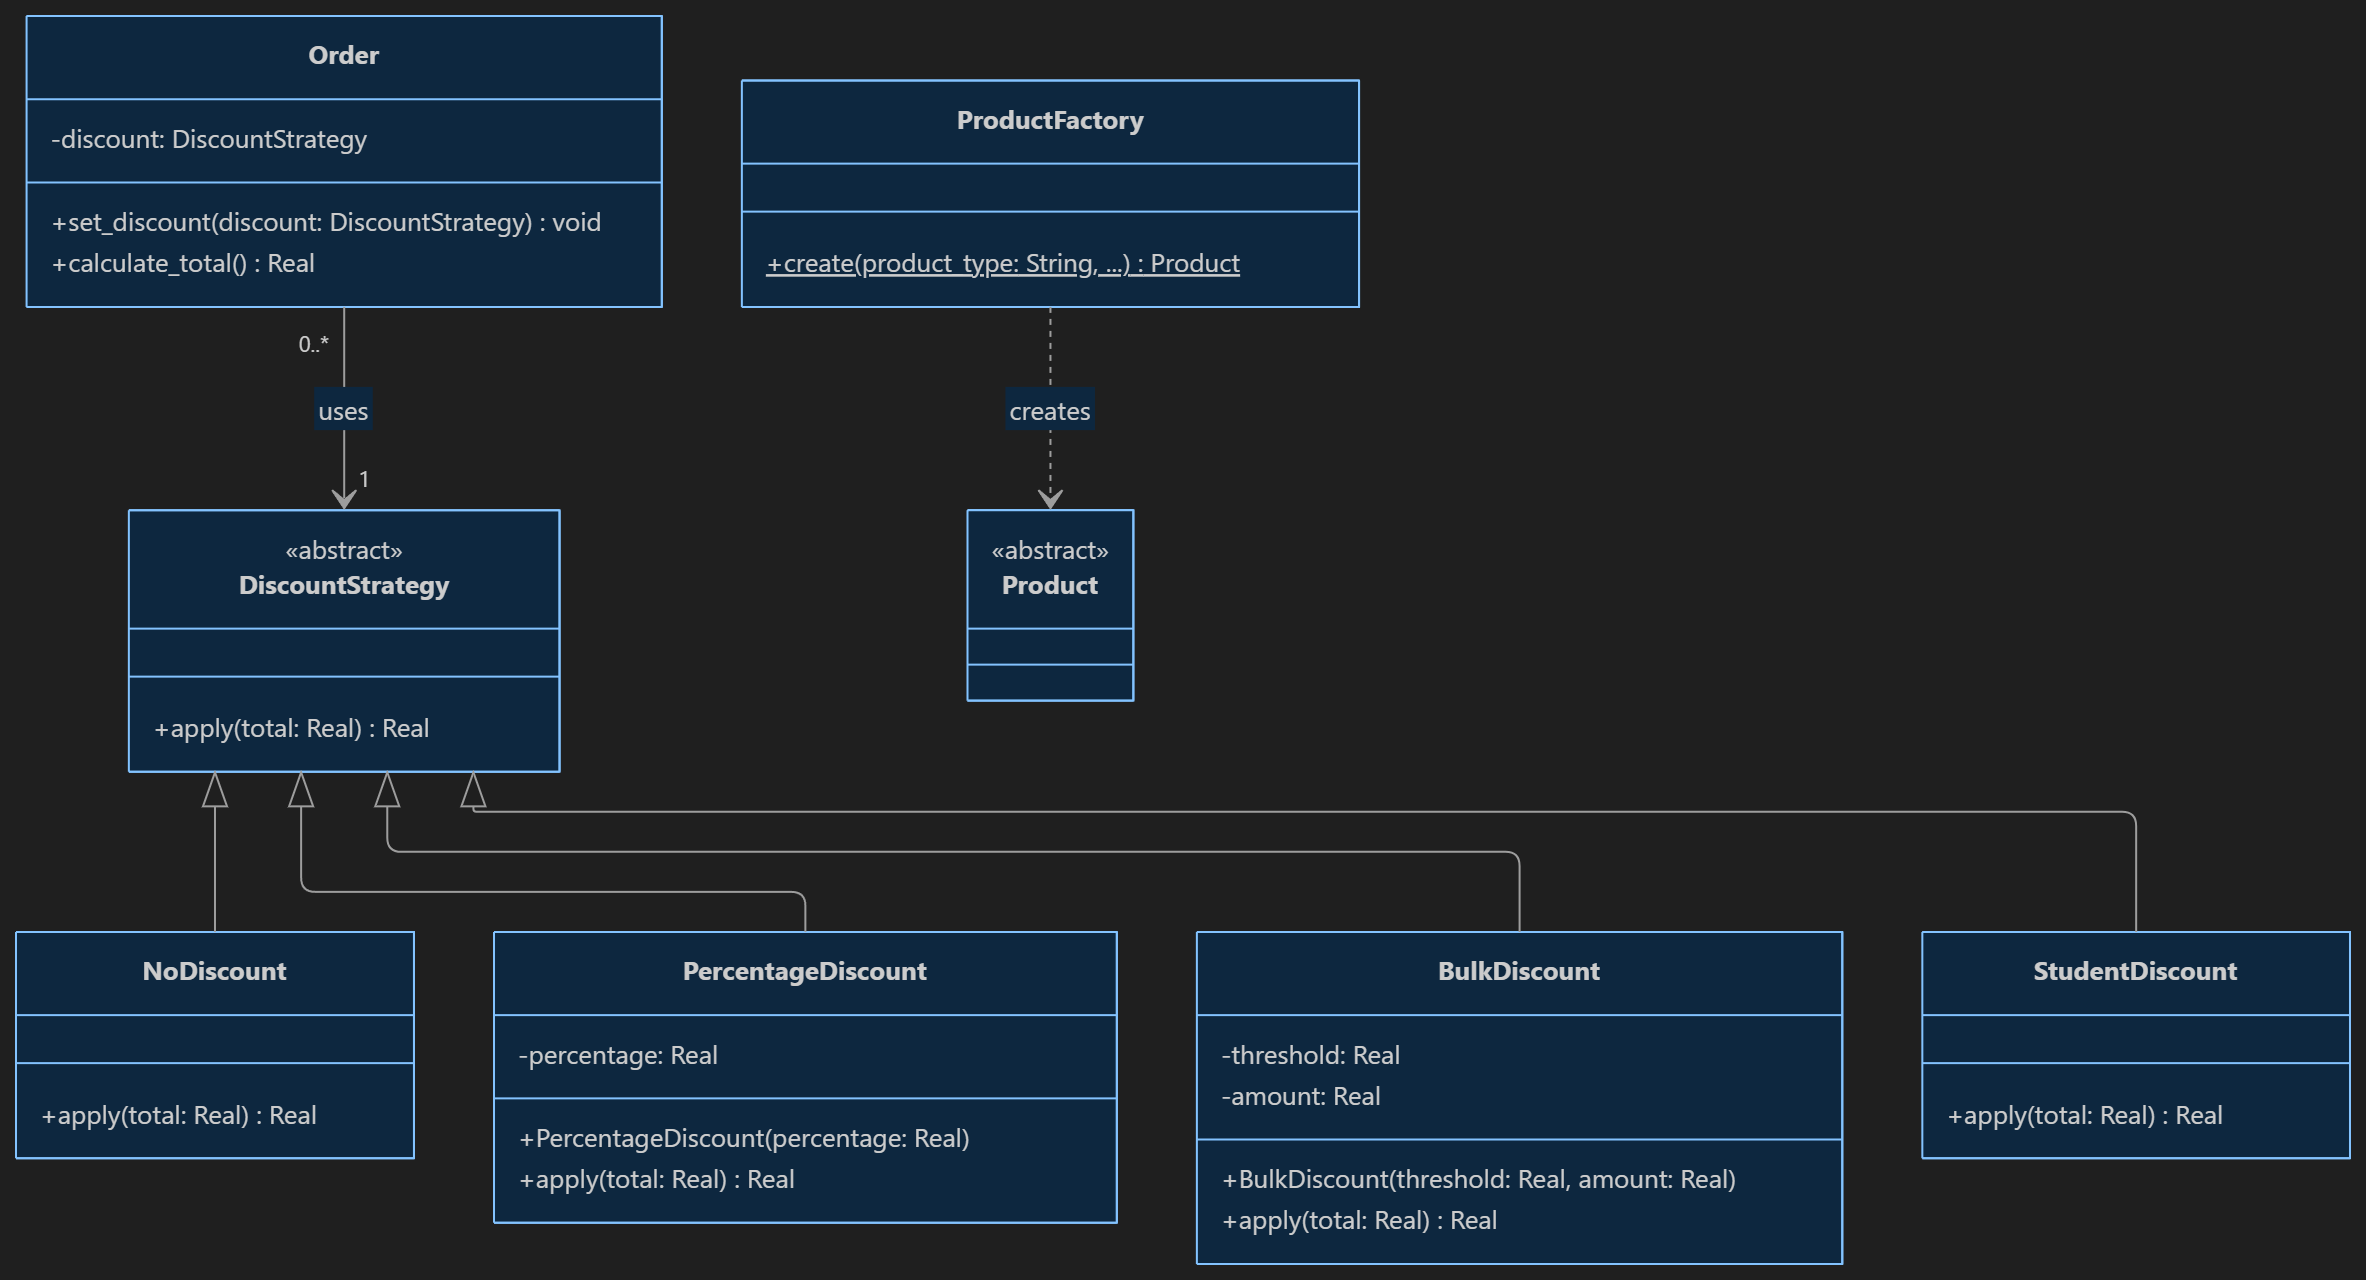 Order
-discount: DiscountStrategy
+set_discount(discount: DiscountStrategy) : void
+calculate_total() : Real
ProductFactory
+create(product_type: String, ...) : Product
0..*
uses
1
creates
«abstract»
DiscountStrategy
+apply(total: Real) : Real
«abstract»
Product
NoDiscount
+apply(total: Real) : Real
PercentageDiscount
-percentage: Real
+PercentageDiscount(percentage: Real)
+apply(total: Real) : Real
BulkDiscount
-threshold: Real
-amount: Real
+BulkDiscount(threshold: Real, amount: Real)
+apply(total: Real) : Real
StudentDiscount
+apply(total: Real) : Real